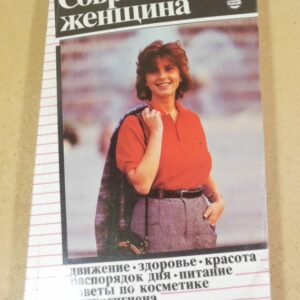 женщина
движение • здоровье • красота
распорядок дня • питание
советы по косметике